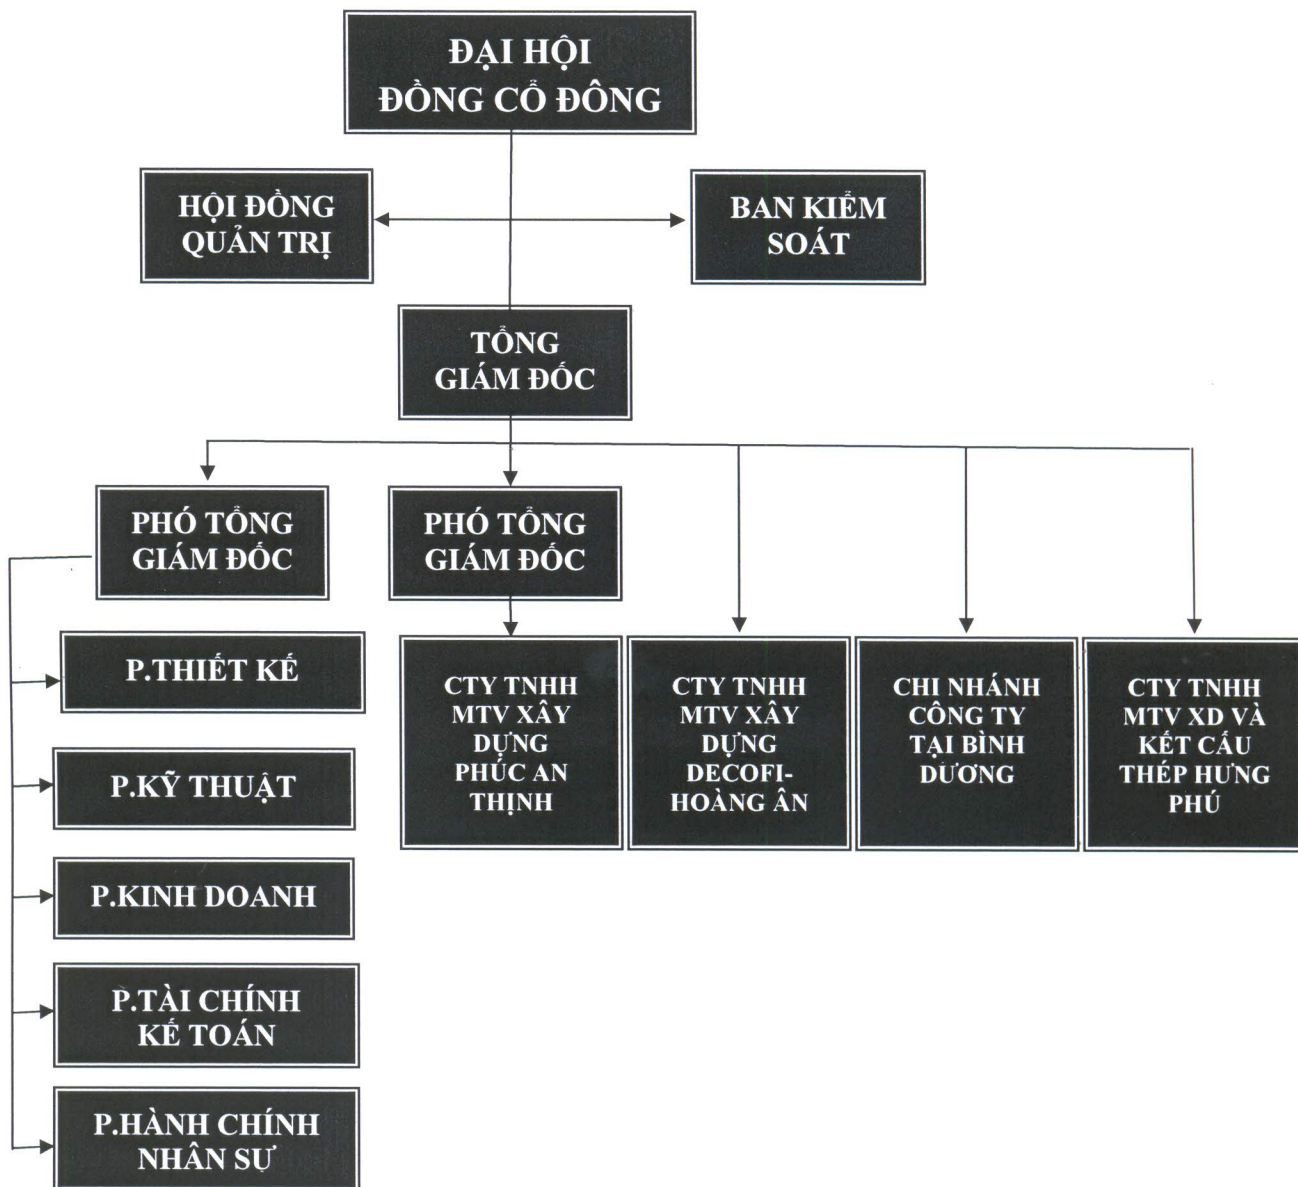 ĐẠI HỘI
ĐỒNG CỔ ĐÔNG
HỘI ĐỒNG
QUẢN TRỊ
BAN KIỂM
SOÁT
TỔNG
GIÁM ĐỐC
PHÓ TỔNG
GIÁM ĐỐC
PHÓ TỔNG
GIÁM ĐỐC
P.THIẾT KẾ
P.KỸ THUẬT
P.KINH DOANH
P.TÀI CHÍNH
KẾ TOÁN
P.HÀNH CHÍNH
NHÂN SỰ
CTY TNHH
MTV XÂY
DỰNG
PHÚC AN
THỊNH
CTY TNHH
MTV XÂY
DỰNG
DECOFI-
HOÀNG ÂN
CHI NHÁNH
CÔNG TY
TẠI BÌNH
DƯƠNG
CTY TNHH
MTV XD VÀ
KẾT CẤU
THÉP HƯNG
PHÚ